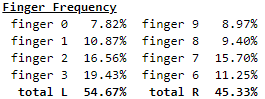 Finger Frequency
finger 0 7.82% finger 9 8.97%
finger 1 10.87% finger 8 9.40%
finger 2 16.56% finger 7 15.70%
finger 3 19.43% finger 6 11.25%
total L 54.67% total R 45.33%